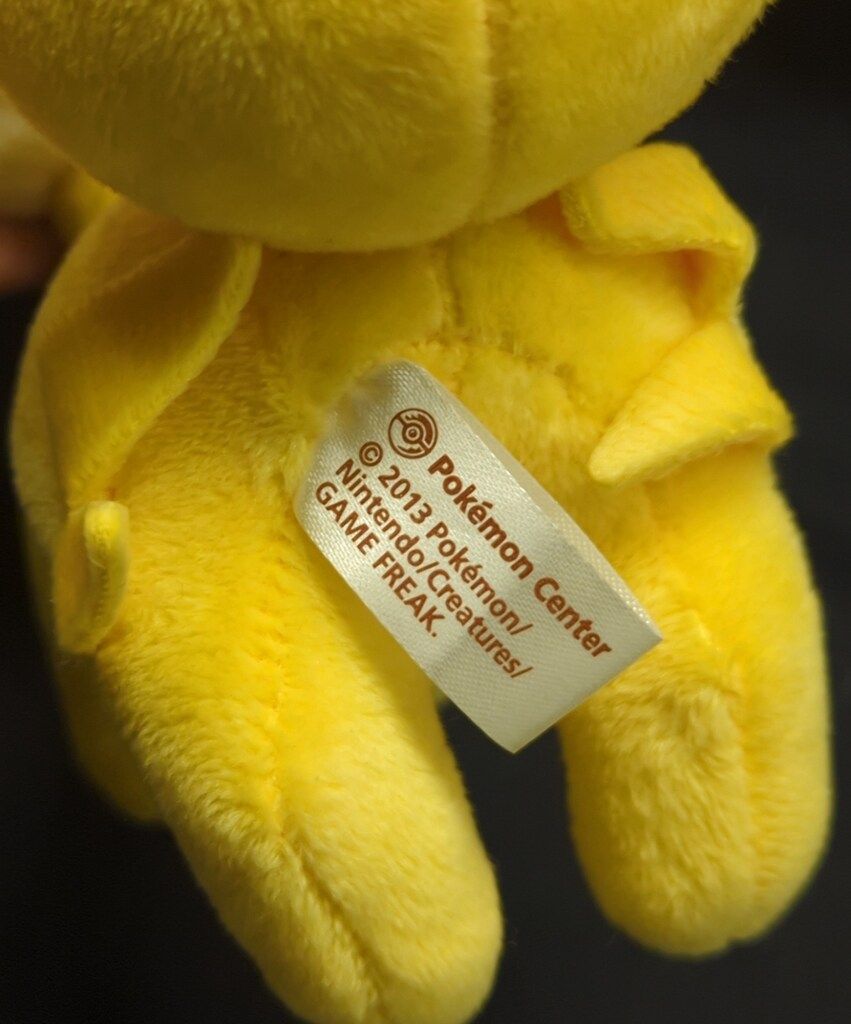 Pokémon Center
© 2013 Pokémon/
Nintendo/Creatures/
GAME FREAK.